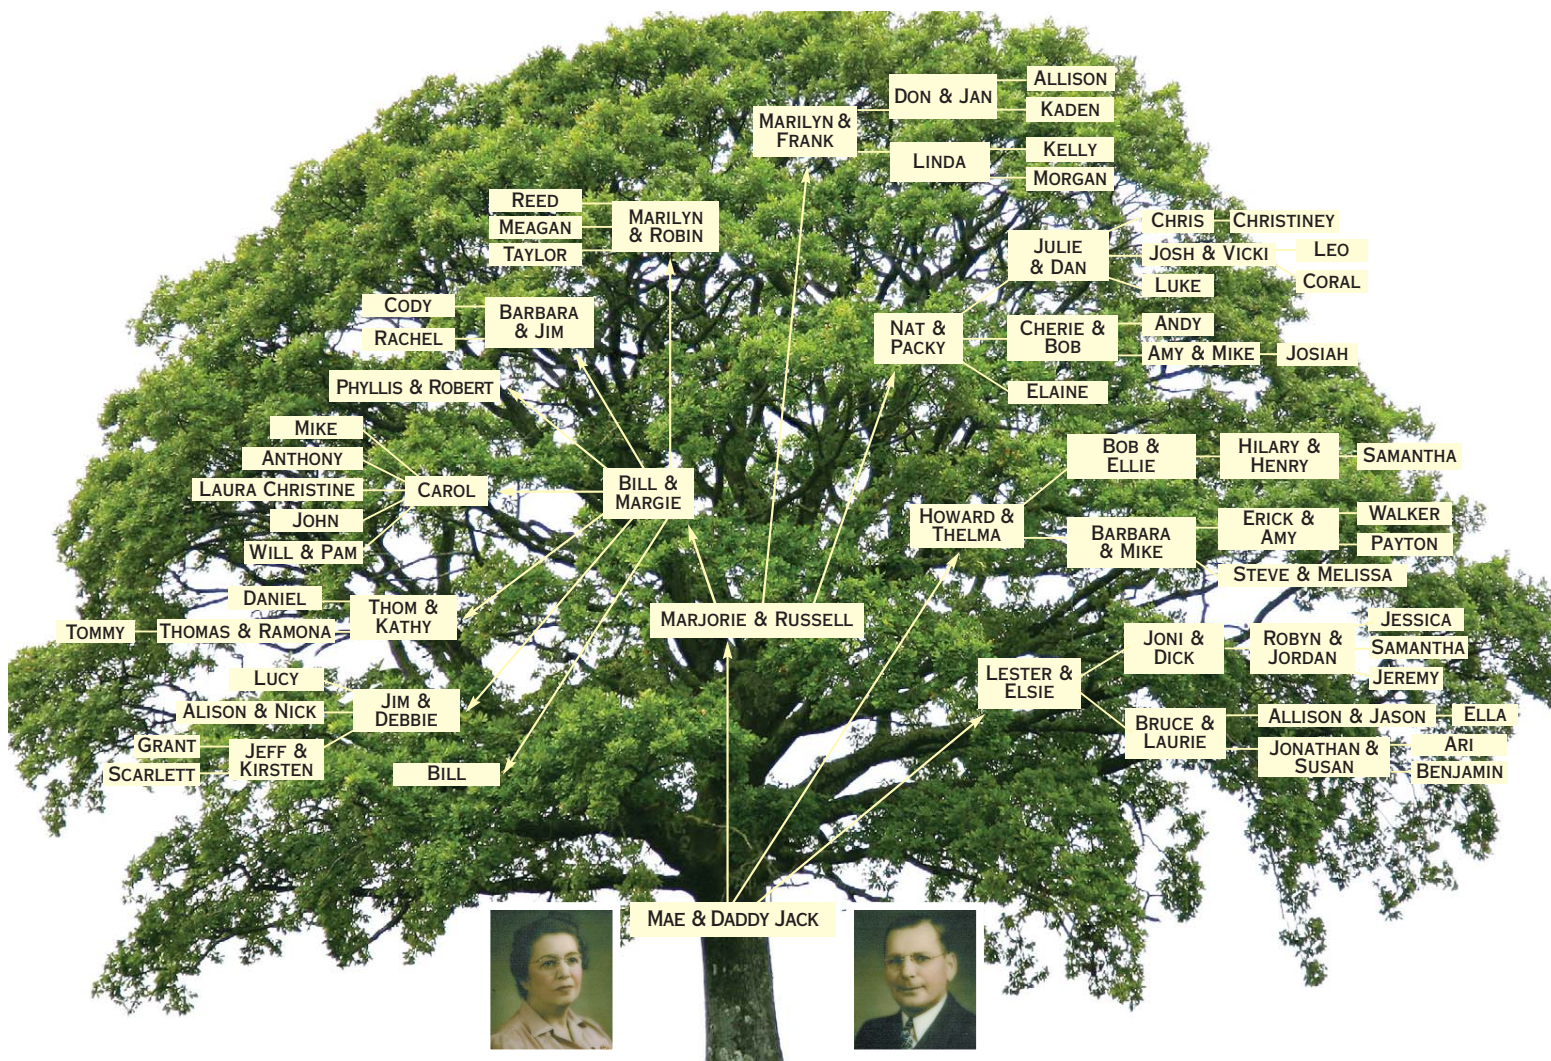 ALLISON
DON & JAN
KADEN
MARILYN &
FRANK
KELLY
LINDA
MORGAN
REED
MARILYN
& ROBIN
MEAGAN
TAYLOR
CHRIS
CHRISTINEY
JULIE
& DAN
JOSH & VICKI
LEO
CORAL
LUKE
CODY
BARBARA
& JIM
RACHEL
NAT &
PACKY
CHERIE &
BOB
ANDY
AMY & MIKE
JOSIAH
ELAINE
PHYLLIS & ROBERT
MIKE
ANTHONY
LAURA CHRISTINE
CAROL
JOHN
WILL & PAM
BILL &
MARGIE
BOB &
ELLIE
HILARY &
HENRY
SAMANTHA
HOWARD &
THELMA
BARBARA
& MIKE
ERICK &
AMY
WALKER
PAYTON
STEVE & MELISSA
DANIEL
THOM &
KATHY
TOMMY
THOMAS & RAMONA
MARJORIE & RUSSELL
JONI &
DICK
ROBYN &
JORDAN
JESSICA
SAMANTHA
JEREMY
LESTER &
ELSIE
LUCY
JIM &
DEBBIE
ALISON & NICK
GRANT
JEFF &
KIRSTEN
SCARLETT
BILL
BRUCE &
LAURIE
ALLISON & JASON
ELLA
JONATHAN &
SUSAN
ARI
BENJAMIN
MAE & DADDY JACK